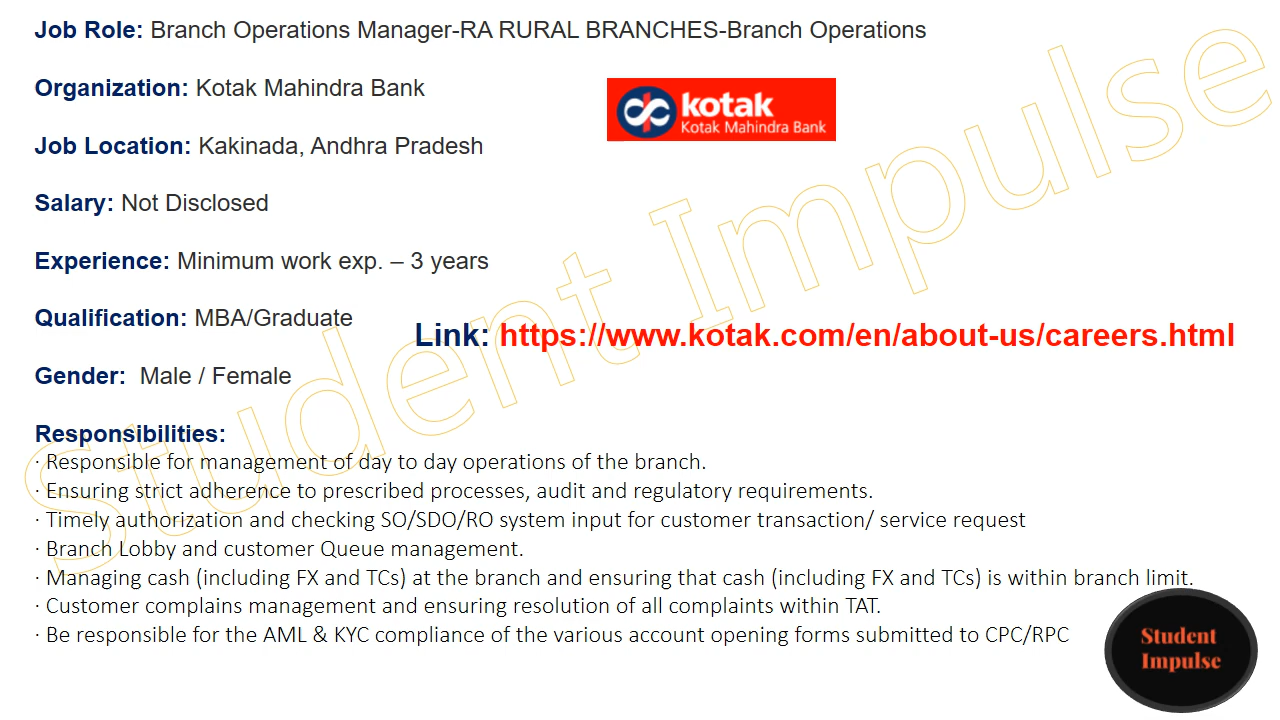 Job Role: Branch Operations Manager-RA RURAL BRANCHES-Branch Operations
Organization: Kotak Mahindra Bank
kotak
Kotak Mahindra Bank
Job Location: Kakinada, Andhra Pradesh
Salary: Not Disclosed
Experience: Minimum work exp. – 3 years
Qualification: MBA/Graduate
Link: https://www.kotak.com/en/about-us/careers.html
Gender: Male / Female
Responsibilities:
· Responsible for management of day to day operations of the branch.
· Ensuring strict adherence to prescribed processes, audit and regulatory requirements.
· Timely authorization and checking SO/SDO/RO system input for customer transaction/ service request
· Branch Lobby and customer Queue management.
· Managing cash (including FX and TCs) at the branch and ensuring that cash (including FX and TCs) is within branch limit.
· Customer complains management and ensuring resolution of all complaints within TAT.
· Be responsible for the AML & KYC compliance of the various account opening forms submitted to CPC/RPC
Student Impulse
Student
Impulse